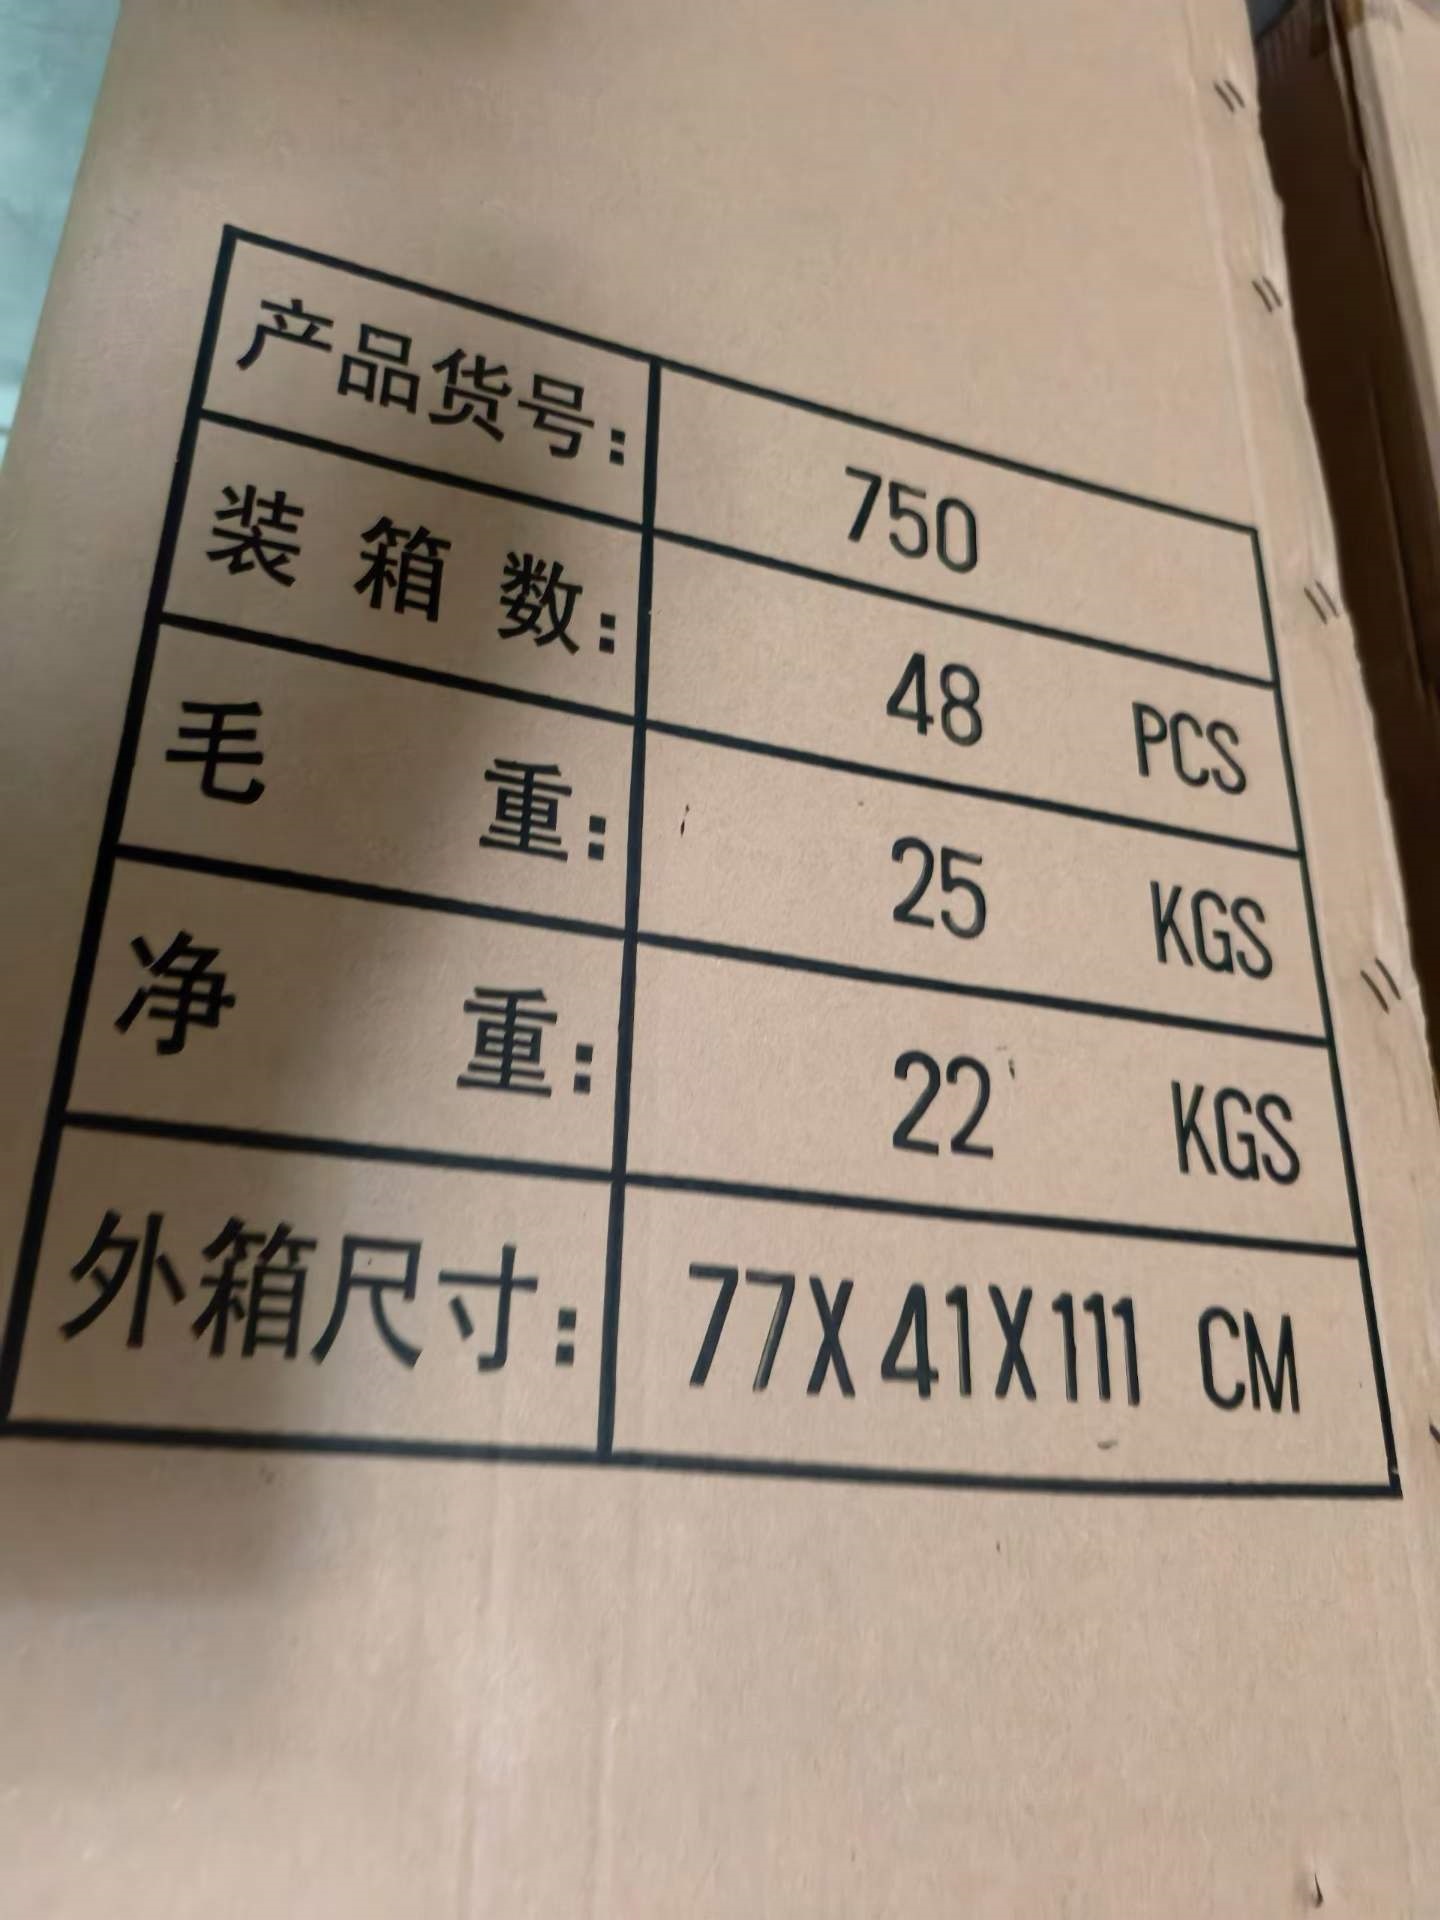 产品货号: 750
装箱数: 48 PCS
毛重: 25 KGS
净重: 22 KGS
外箱尺寸: 77X41X111 CM